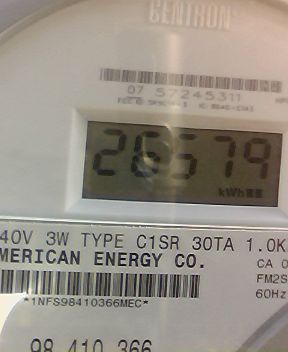 CENTRON
07 57245311
26579
kWh
40V 3W TYPE C1SR 30TA 1.0K
MERICAN ENERGY CO.
CA 0
FM2S
60Hz
*1NFS98410366MEC*
98 410 366